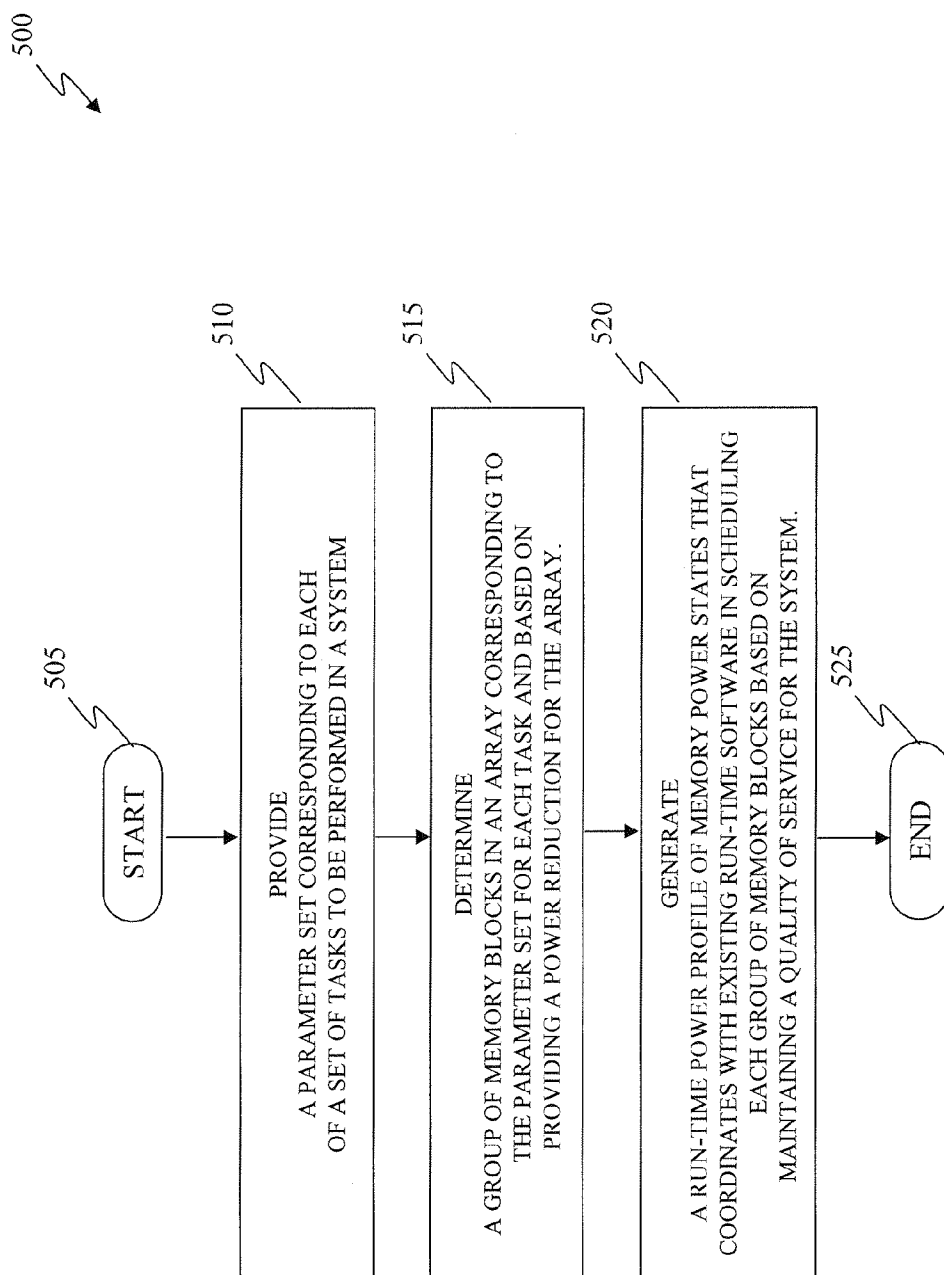 500
START
505
PROVIDE
A PARAMETER SET CORRESPONDING TO EACH
OF A SET OF TASKS TO BE PERFORMED IN A SYSTEM
510
DETERMINE
A GROUP OF MEMORY BLOCKS IN AN ARRAY CORRESPONDING TO
THE PARAMETER SET FOR EACH TASK AND BASED ON
PROVIDING A POWER REDUCTION FOR THE ARRAY.
515
GENERATE
A RUN-TIME POWER PROFILE OF MEMORY POWER STATES THAT
COORDINATES WITH EXISTING RUN-TIME SOFTWARE IN SCHEDULING
EACH GROUP OF MEMORY BLOCKS BASED ON
MAINTAINING A QUALITY OF SERVICE FOR THE SYSTEM.
520
END
525